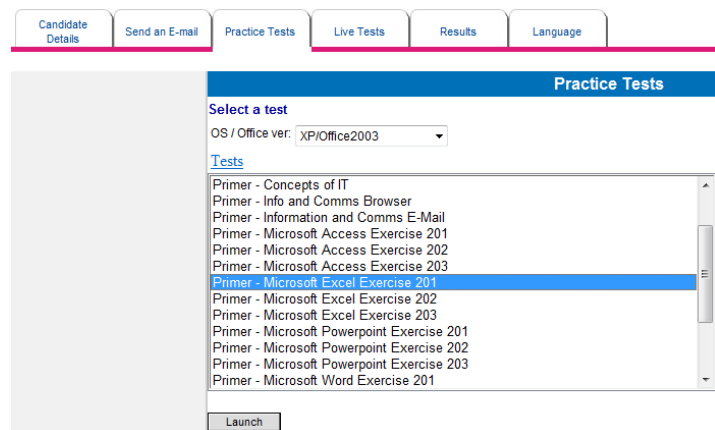 Candidate
Details
Send an E-mail
Practice Tests
Live Tests
Results
Language
Practice Tests
Select a test
OS / Office ver: XP/Office2003
Tests
Primer - Concepts of IT
Primer - Info and Comms Browser
Primer - Information and Comms E-Mail
Primer - Microsoft Access Exercise 201
Primer - Microsoft Access Exercise 202
Primer - Microsoft Access Exercise 203
Primer - Microsoft Excel Exercise 201
Primer - Microsoft Excel Exercise 202
Primer - Microsoft Excel Exercise 203
Primer - Microsoft Powerpoint Exercise 201
Primer - Microsoft Powerpoint Exercise 202
Primer - Microsoft Powerpoint Exercise 203
Primer - Microsoft Word Exercise 201
Launch